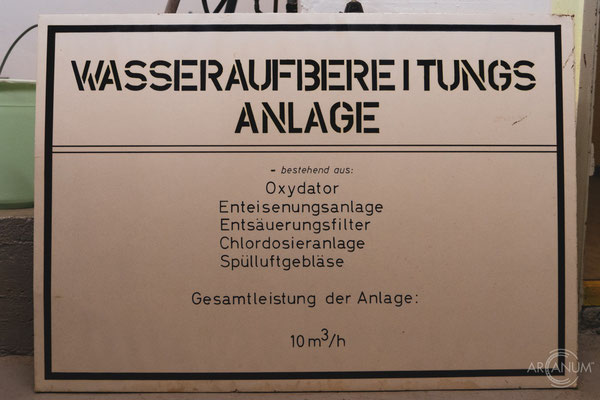 WASSERAUFBEREITUNGS
ANLAGE
- bestehend aus:
Oxydator
Enteisenungsanlage
Entsäuerungsfilter
Chlordosieranlage
Spülluftgebläse
Gesamtleistung der Anlage:
10 m³/h
ARCANUM